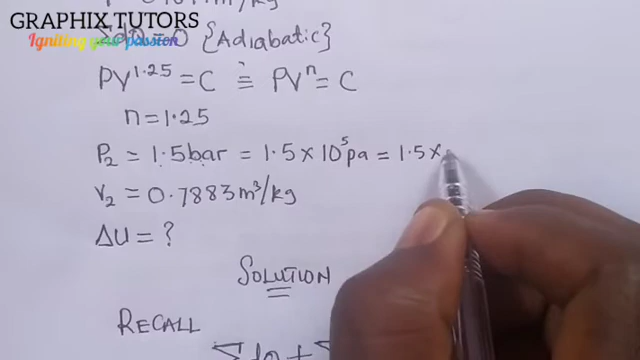 GRAPHIX.TUTORS
Igniting your passion
= 0 {Adiabatic}
PV^1.25 = C ≡ PV^n = C
n = 1.25
P₂ = 1.5bar = 1.5 × 10^5 pa = 1.5 ×
V₂ = 0.7883 m³/kg
ΔU = ?
SOLUTION
RECALL